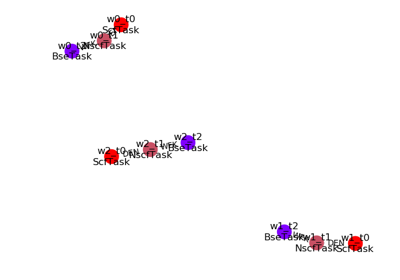 w0_t0
ScrTask
w0_t1
NscrTask
w0_t2
BseTask
w2_t2
BseTask
w2_t1
NscrTask
w2_t0
ScrTask
DEN
w1_t2
BseTask
w1_t1
NscrTask
DEN
w1_t0
ScrTask